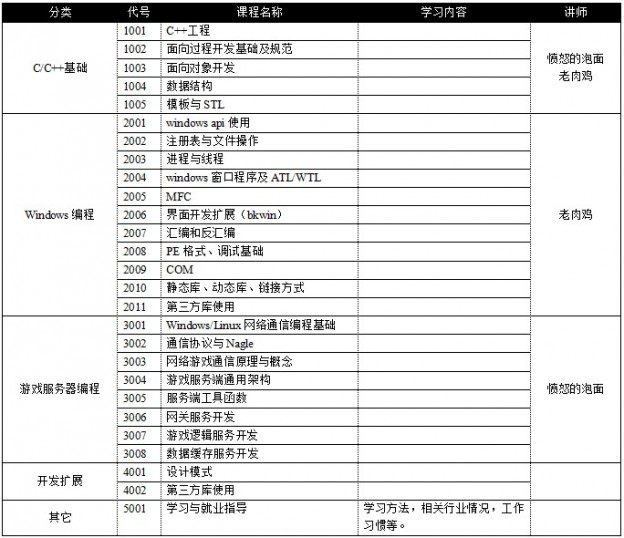 分类 代号 课程名称 学习内容 讲师
C/C++基础
1001 C++工程
1002 面向过程开发基础及规范
1003 面向对象开发
1004 数据结构
1005 模板与STL
愤怒的泡面
老肉鸡
Windows 编程
2001 windows api 使用
2002 注册表与文件操作
2003 进程与线程
2004 windows 窗口程序及 ATL/WTL
2005 MFC
2006 界面开发扩展（bkwin）
2007 汇编和反汇编
2008 PE 格式、调试基础
2009 COM
2010 静态库、动态库、链接方式
2011 第三方库使用
老肉鸡
游戏服务器编程
3001 Windows/Linux 网络通信编程基础
3002 通信协议与 Nagle
3003 网络游戏通信原理与概念
3004 游戏服务端通用架构
3005 服务端工具函数
3006 网关服务开发
3007 游戏逻辑服务开发
3008 数据缓存服务开发
愤怒的泡面
开发扩展
4001 设计模式
4002 第三方库使用
其它
5001 学习与就业指导 学习方法，相关行业情况，工作
习惯等。